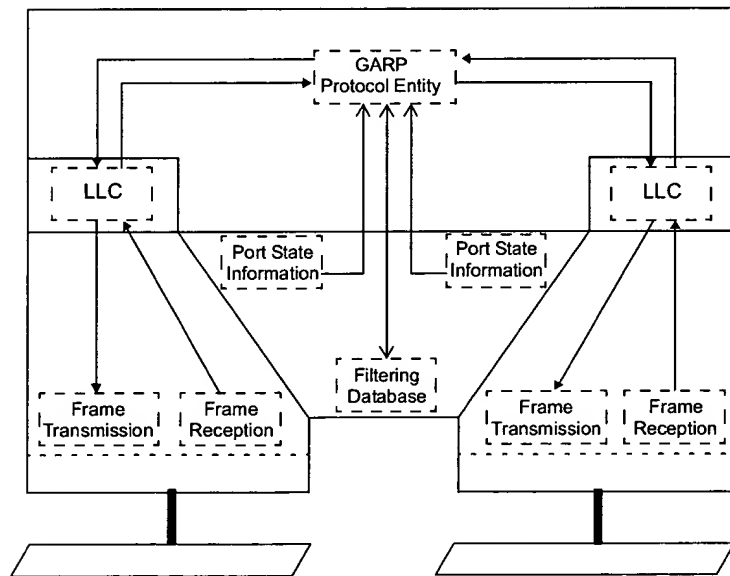 GARP
Protocol Entity
LLC
LLC
Port State
Information
Port State
Information
Filtering
Database
Frame
Transmission
Frame
Reception
Frame
Transmission
Frame
Reception